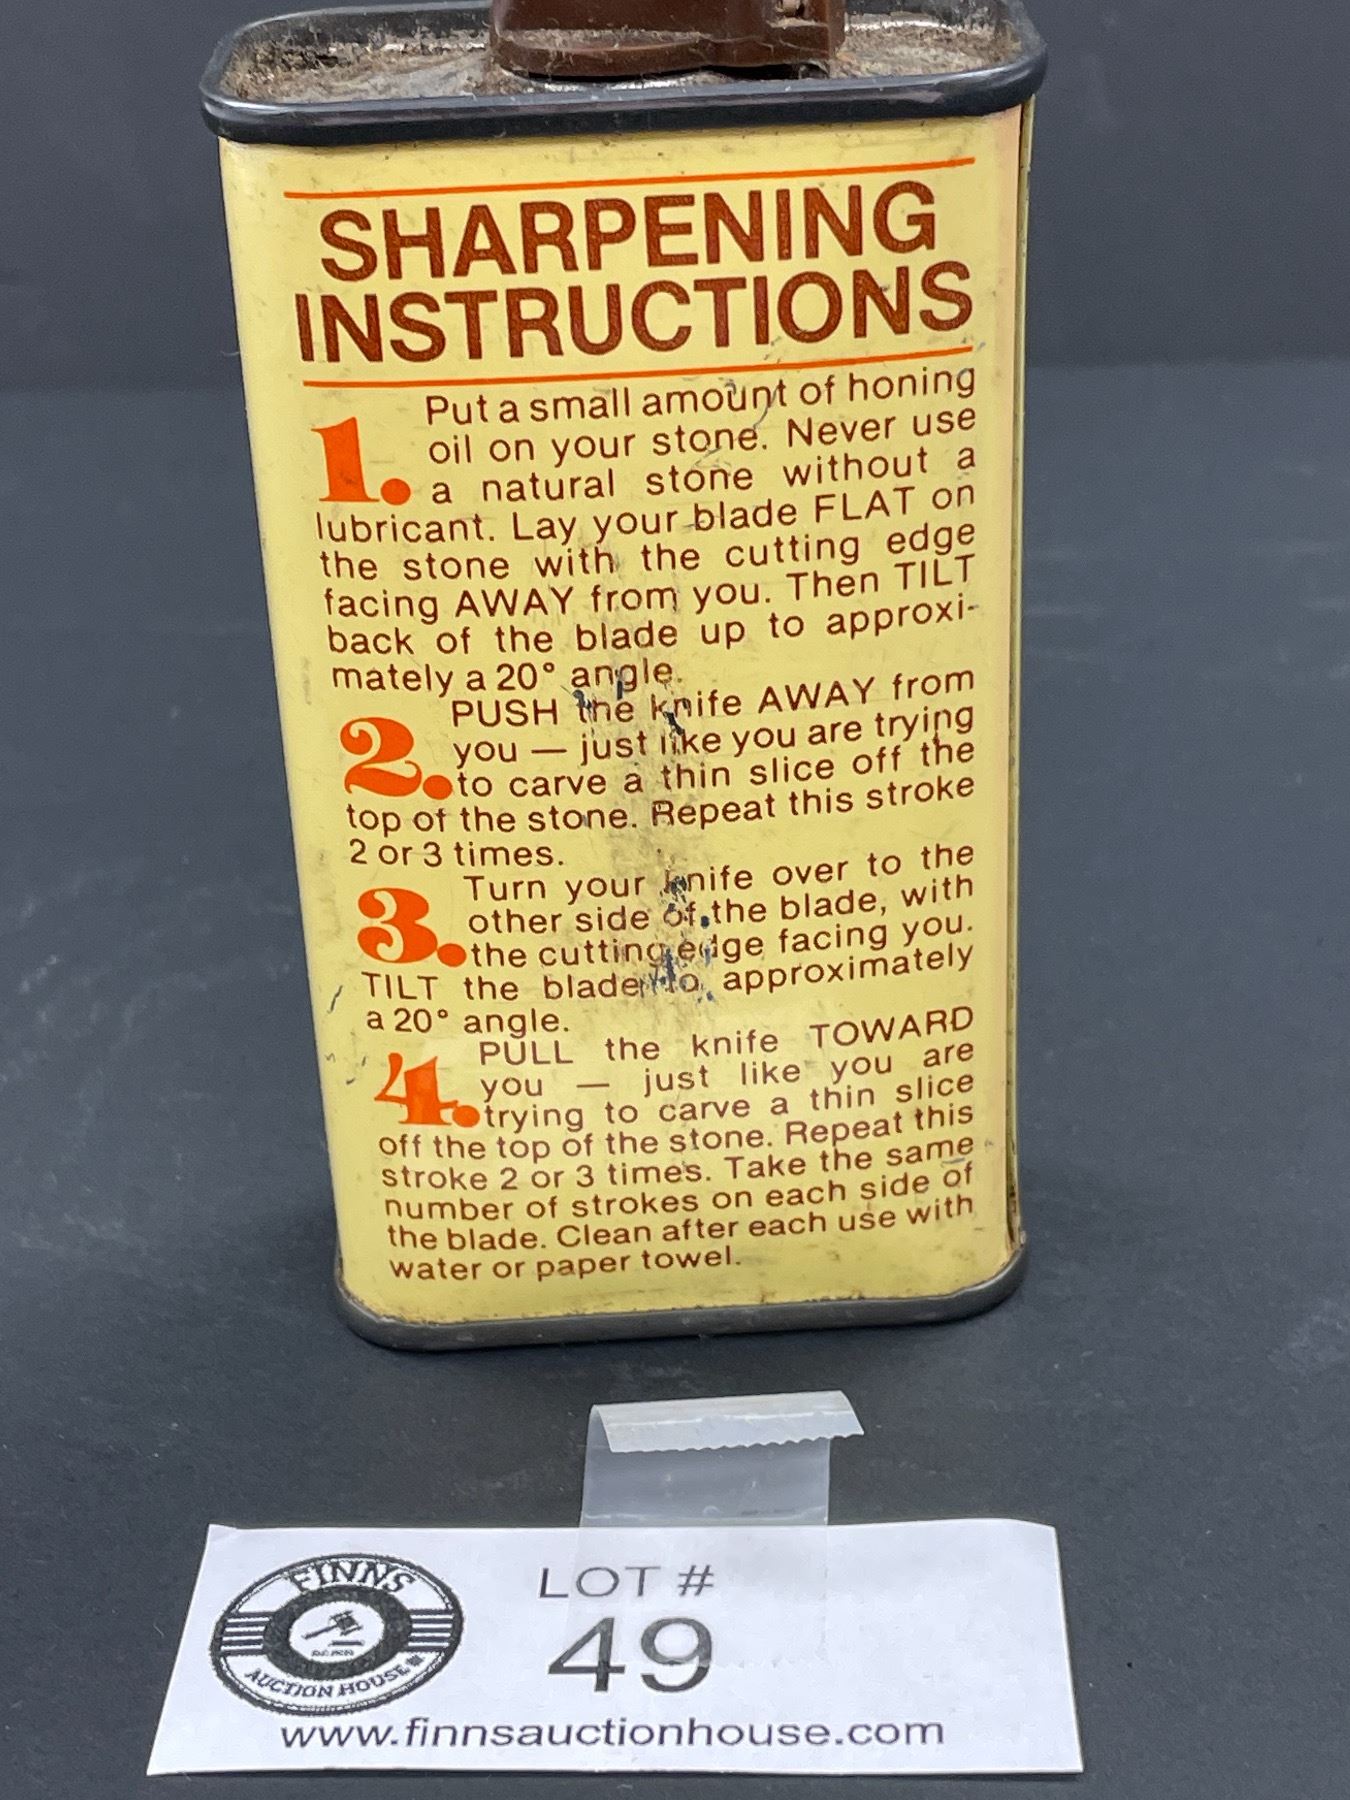 SHARPENING
INSTRUCTIONS
1. Put a small amount of honing
oil on your stone. Never use
a natural stone without a
lubricant. Lay your blade FLAT on
the stone with the cutting edge
facing AWAY from you. Then TILT
back of the blade up to approxi-
mately a 20° angle.
2. PUSH the knife AWAY from
you — just like you are trying
to carve a thin slice off the
top of the stone. Repeat this stroke
2 or 3 times.
3. Turn your knife over to the
other side of the blade, with
the cutting edge facing you.
TILT the blade to approximately
a 20° angle.
4. PULL the knife TOWARD
you — just like you are
trying to carve a thin slice
off the top of the stone. Repeat this
stroke 2 or 3 times. Take the same
number of strokes on each side of
the blade. Clean after each use with
water or paper towel.
FINNS
AUCTION HOUSE
LOT #
49
www.finnsauctionhouse.com